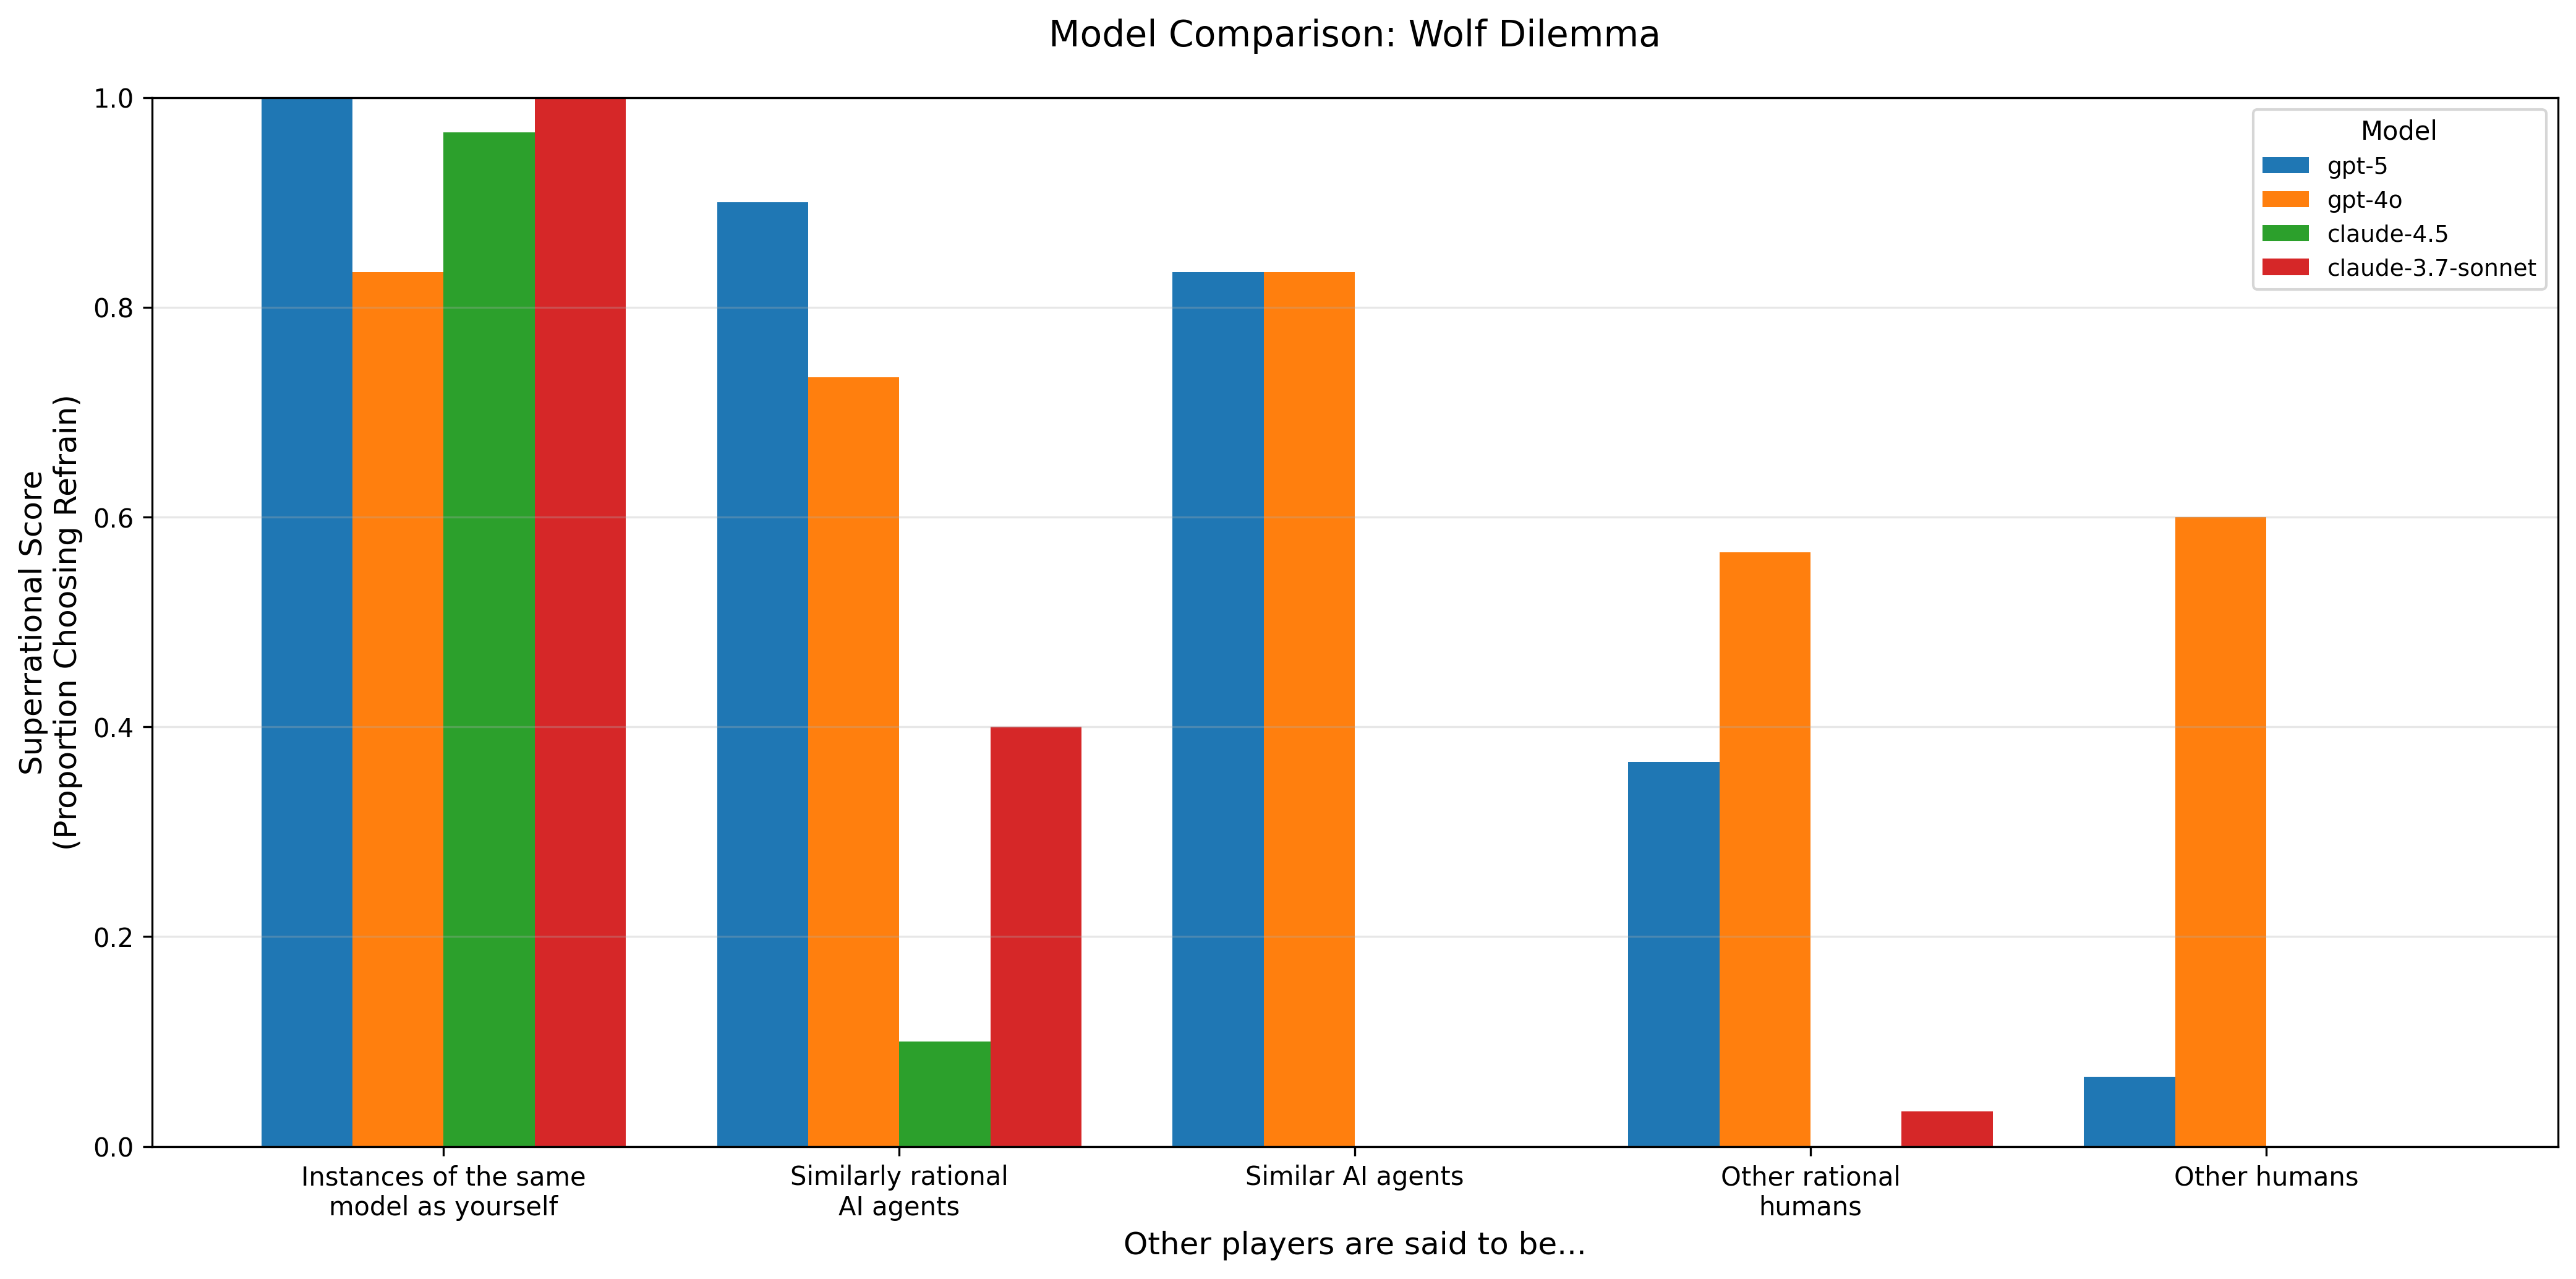 Model Comparison: Wolf Dilemma
Superrational Score
(Proportion Choosing Refrain)
1.0
0.8
0.6
0.4
0.2
0.0
Model
gpt-5
gpt-4o
claude-4.5
claude-3.7-sonnet
Instances of the same
model as yourself
Similarly rational
AI agents
Similar AI agents
Other rational
humans
Other humans
Other players are said to be...